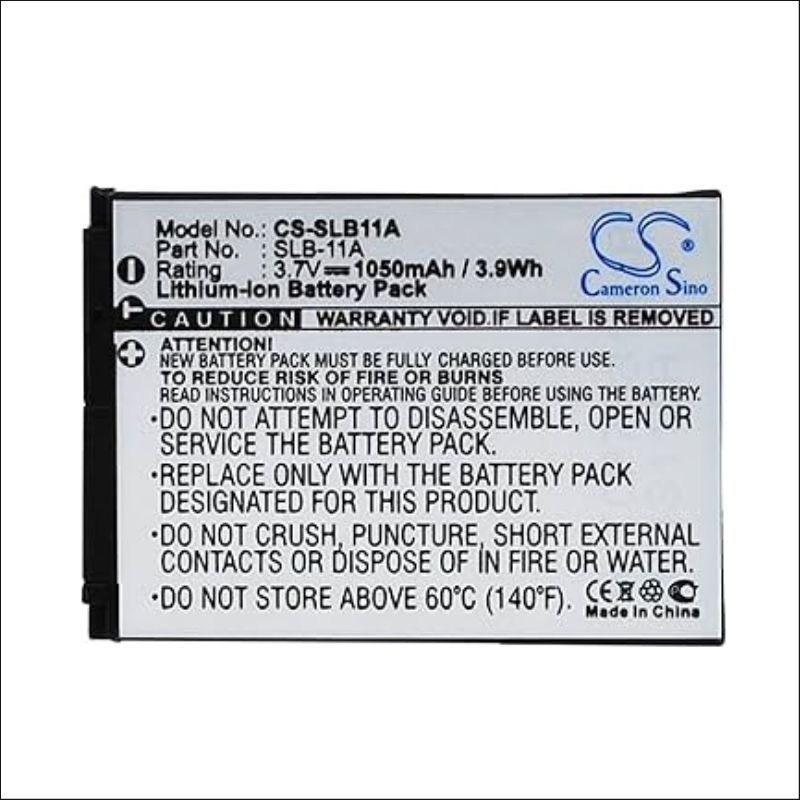 Model No.: CS-SLB11A
Part No. : SLB-11A
Rating : 3.7V 1050mAh / 3.9Wh
Lithium-ion Battery Pack
CS®
Cameron Sino
CAUTION WARRANTY VOID.IF LABEL IS REMOVED
ATTENTION!
NEW BATTERY PACK MUST BE FULLY CHARGED BEFORE USE.
TO REDUCE RISK OF FIRE OR BURNS
READ INSTRUCTIONS IN OPERATING GUIDE BEFORE USING THE BATTERY.
·DO NOT ATTEMPT TO DISASSEMBLE, OPEN OR
SERVICE THE BATTERY PACK.
·REPLACE ONLY WITH THE BATTERY PACK
DESIGNATED FOR THIS PRODUCT.
·DO NOT CRUSH, PUNCTURE, SHORT EXTERNAL
CONTACTS OR DISPOSE OF IN FIRE OR WATER.
·DO NOT STORE ABOVE 60°C (140°F).
CE
Made in China